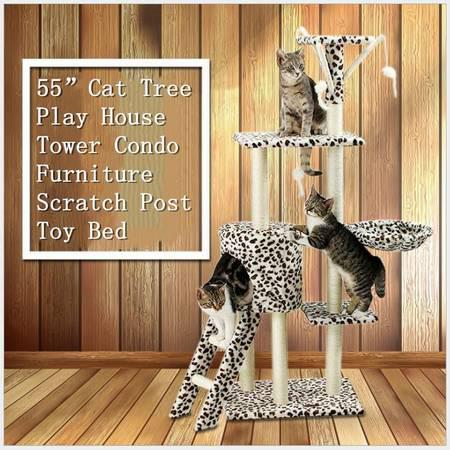 55” Cat Tree
Play House
Tower Condo
Furniture
Scratch Post
Toy Bed